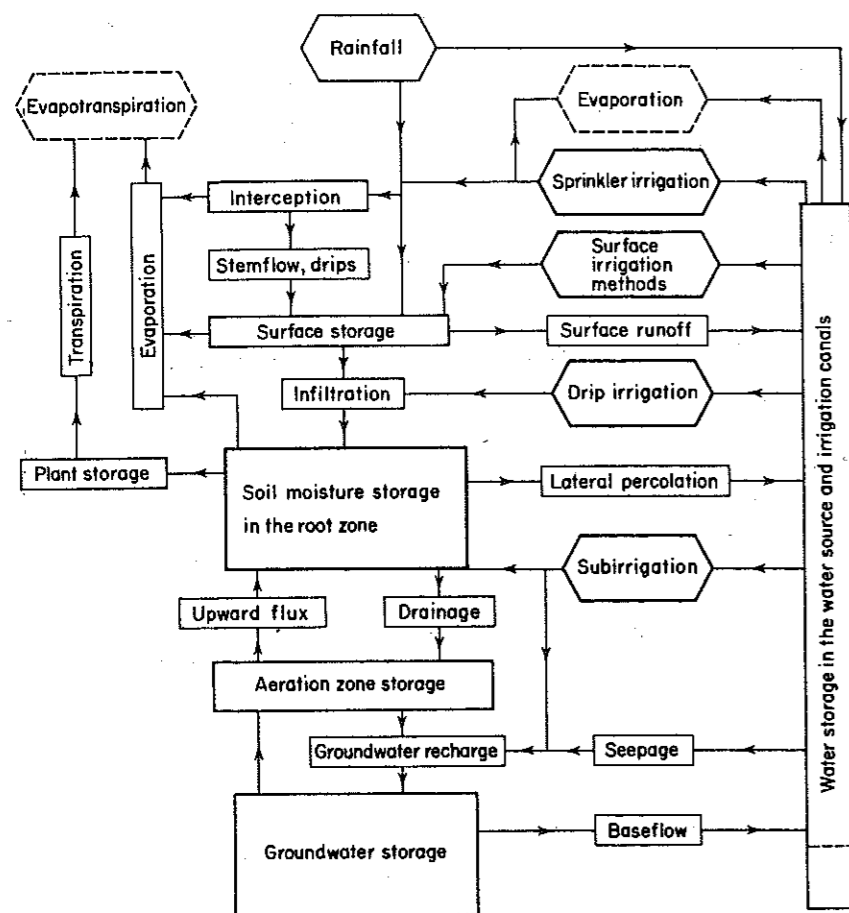 Rainfall
Evapotranspiration
Evaporation
Interception
Sprinkler irrigation
Stemflow, drips
Surface
irrigation
methods
Transpiration
Evaporation
Surface storage
Surface runoff
Infiltration
Drip irrigation
Plant storage
Soil moisture storage
in the root zone
Lateral percolation
Subirrigation
Upward flux
Drainage
Aeration zone storage
Groundwater recharge
Seepage
Groundwater storage
Baseflow
Water storage in the water source and irrigation canals